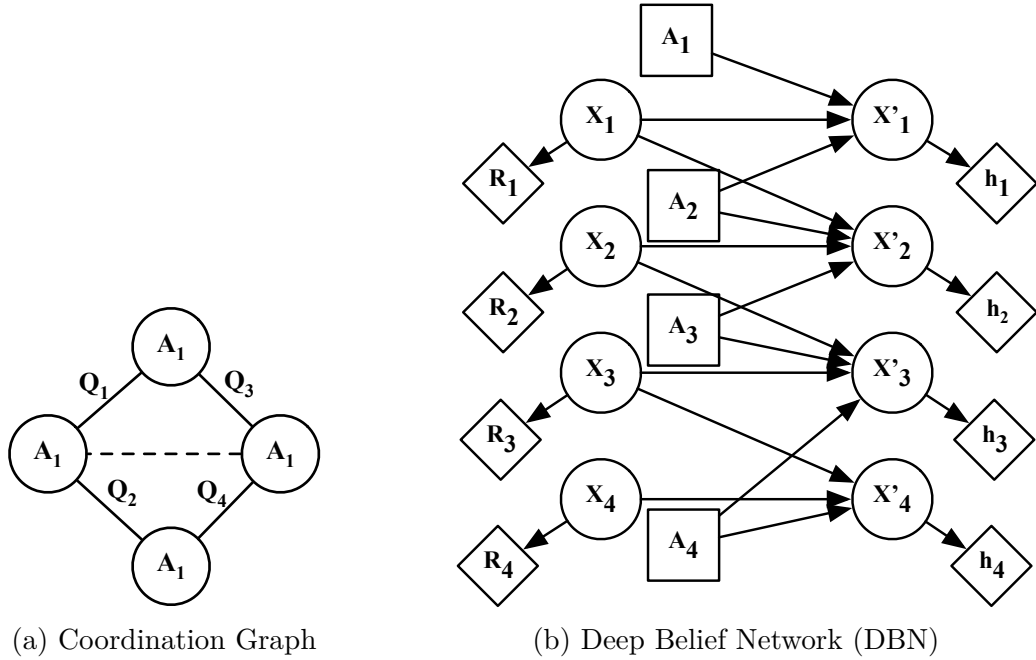 A1
Q1 Q3
A1 A1
Q2 Q4
A1
(a) Coordination Graph
A1
X1 X'1
R1 h1
A2
X2 X'2
R2 h2
A3
X3 X'3
R3 h3
X4 X'4
A4
R4 h4
(b) Deep Belief Network (DBN)